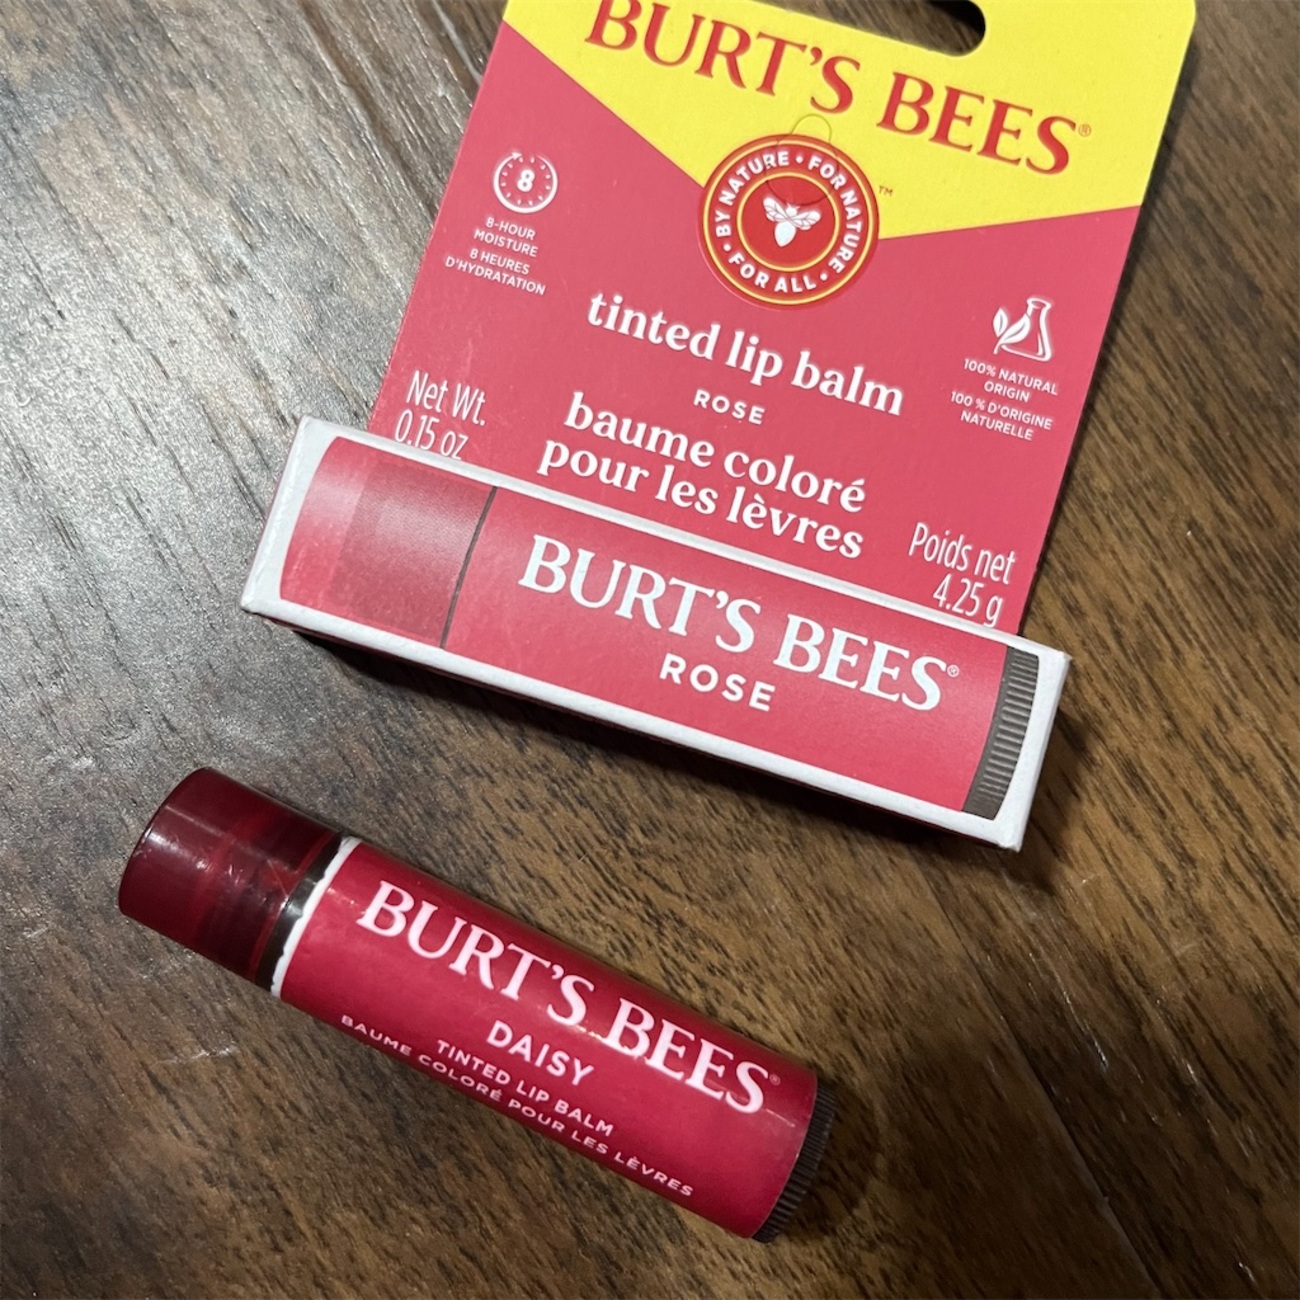 BURT'S BEES®
BY NATURE • FOR NATURE • FOR ALL •
™
8
8-HOUR
MOISTURE
8 HEURES
D'HYDRATATION
tinted lip balm
ROSE
baume coloré
pour les lèvres
100% NATURAL
ORIGIN
100 % D'ORIGINE
NATURELLE
Net Wt.
0.15 oz
Poids net
4.25 g
BURT'S BEES®
ROSE
BURT'S BEES®
DAISY
TINTED LIP BALM
BAUME COLORÉ POUR LES LÈVRES